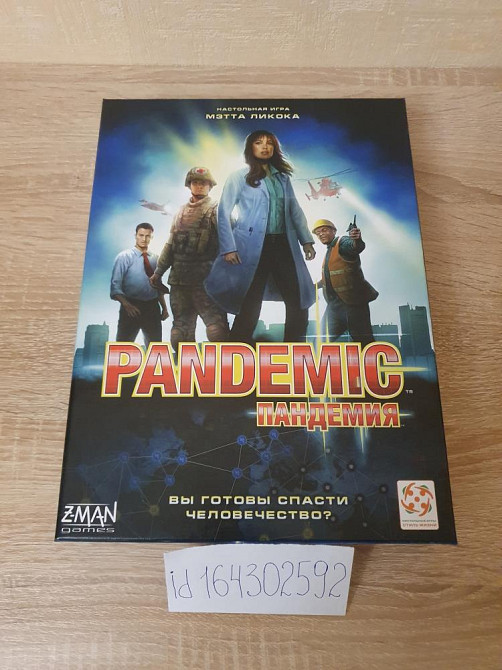 НАСТОЛЬНАЯ ИГРА
МЭТТА ЛИКОКА
PANDEMIC
ПАНДЕМИЯ
ВЫ ГОТОВЫ СПАСТИ
ЧЕЛОВЕЧЕСТВО?
Z-MAN
games
id 164302592